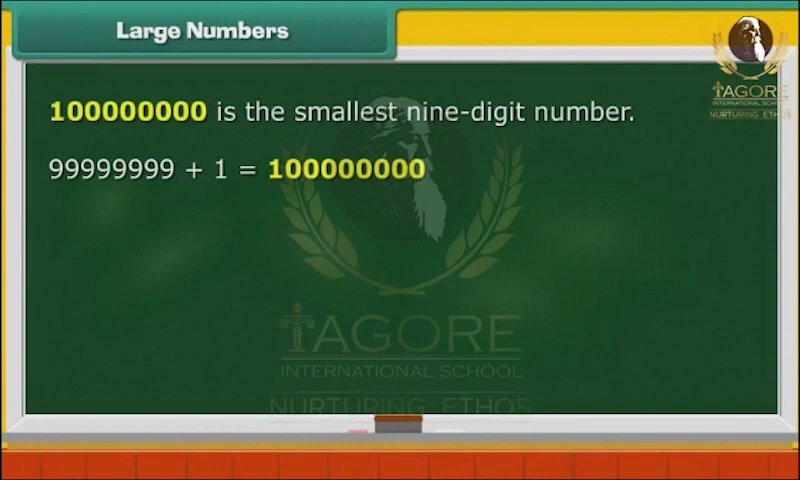 Large Numbers
TAGORE
INTERNATIONAL SCHOOL
NURTURING ETHOS
100000000 is the smallest nine-digit number.
99999999 + 1 = 100000000
TAGORE
INTERNATIONAL SCHOOL
NURTURING ETHOS